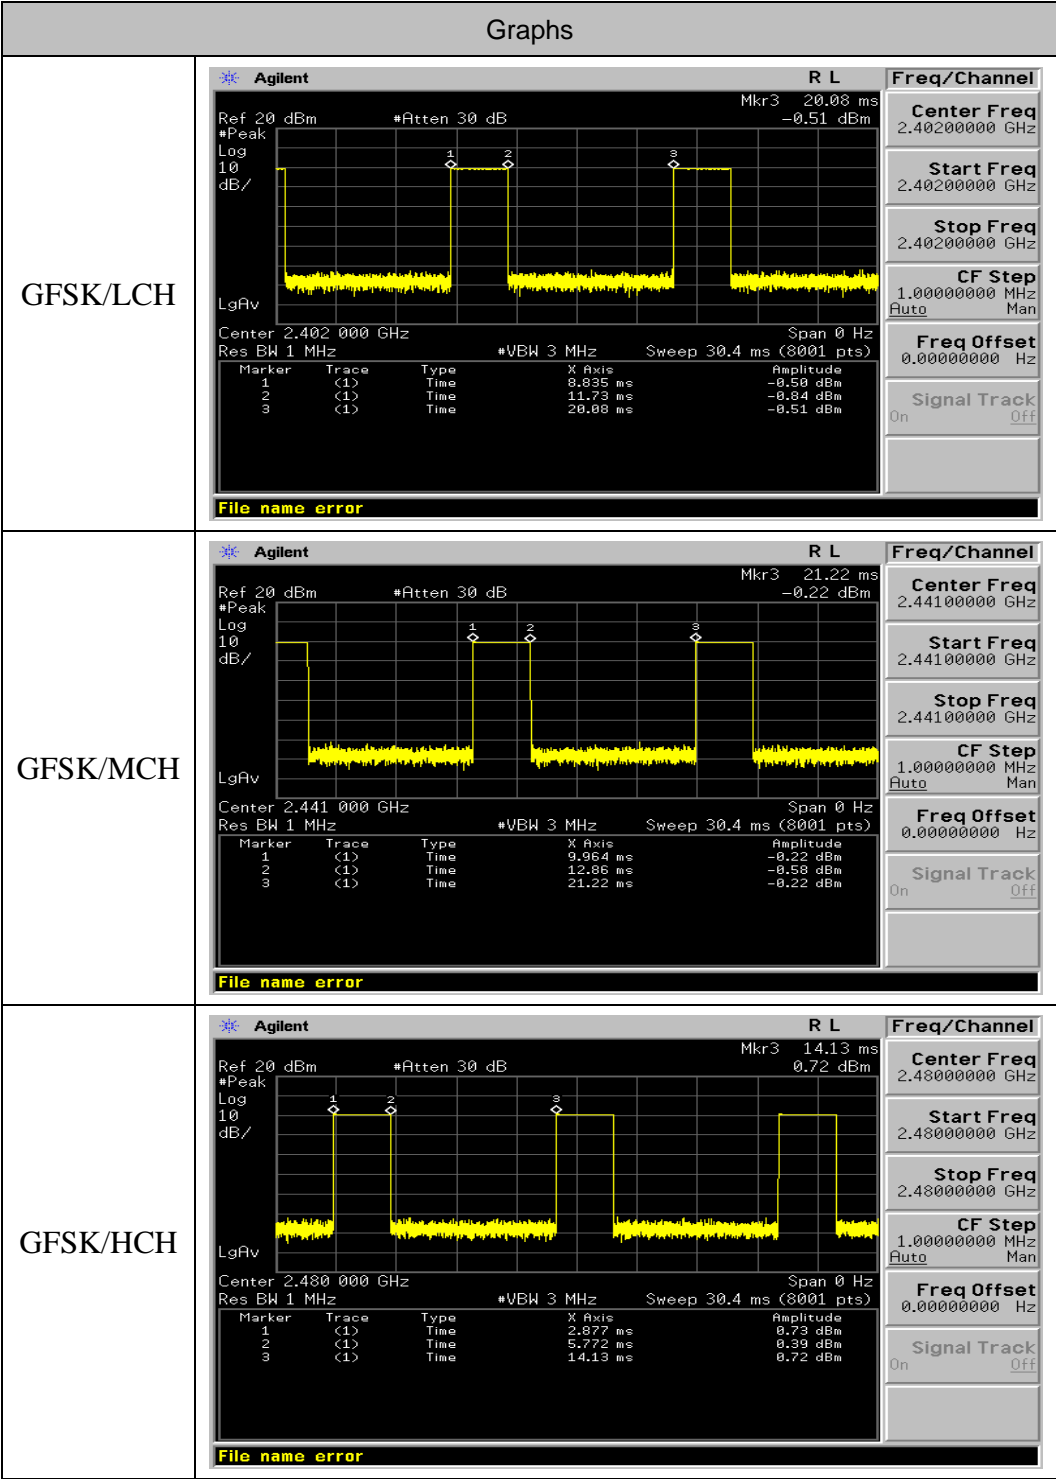 Graphs
GFSK/LCH
Agilent R L Freq/Channel
Mkr3 20.08 ms
Ref 20 dBm #Atten 30 dB -0.51 dBm
#Peak
Log
10
dB/
1 2 3
LgAv
Center 2.402 000 GHz Span 0 Hz
Res BW 1 MHz #VBW 3 MHz Sweep 30.4 ms (8001 pts)
Marker Trace Type X Axis Amplitude
1 (1) Time 8.835 ms -0.50 dBm
2 (1) Time 11.73 ms -0.84 dBm
3 (1) Time 20.08 ms -0.51 dBm
File name error
Center Freq
2.40200000 GHz
Start Freq
2.40200000 GHz
Stop Freq
2.40200000 GHz
CF Step
1.00000000 MHz
Auto Man
Freq Offset
0.00000000 Hz
Signal Track
On Off
GFSK/MCH
Agilent R L Freq/Channel
Mkr3 21.22 ms
Ref 20 dBm #Atten 30 dB -0.22 dBm
#Peak
Log
10
dB/
1 2 3
LgAv
Center 2.441 000 GHz Span 0 Hz
Res BW 1 MHz #VBW 3 MHz Sweep 30.4 ms (8001 pts)
Marker Trace Type X Axis Amplitude
1 (1) Time 9.964 ms -0.22 dBm
2 (1) Time 12.86 ms -0.58 dBm
3 (1) Time 21.22 ms -0.22 dBm
File name error
Center Freq
2.44100000 GHz
Start Freq
2.44100000 GHz
Stop Freq
2.44100000 GHz
CF Step
1.00000000 MHz
Auto Man
Freq Offset
0.00000000 Hz
Signal Track
On Off
GFSK/HCH
Agilent R L Freq/Channel
Mkr3 14.13 ms
Ref 20 dBm #Atten 30 dB 0.72 dBm
#Peak
Log
10
dB/
1 2 3
LgAv
Center 2.480 000 GHz Span 0 Hz
Res BW 1 MHz #VBW 3 MHz Sweep 30.4 ms (8001 pts)
Marker Trace Type X Axis Amplitude
1 (1) Time 2.877 ms 0.73 dBm
2 (1) Time 5.772 ms 0.39 dBm
3 (1) Time 14.13 ms 0.72 dBm
File name error
Center Freq
2.48000000 GHz
Start Freq
2.48000000 GHz
Stop Freq
2.48000000 GHz
CF Step
1.00000000 MHz
Auto Man
Freq Offset
0.00000000 Hz
Signal Track
On Off